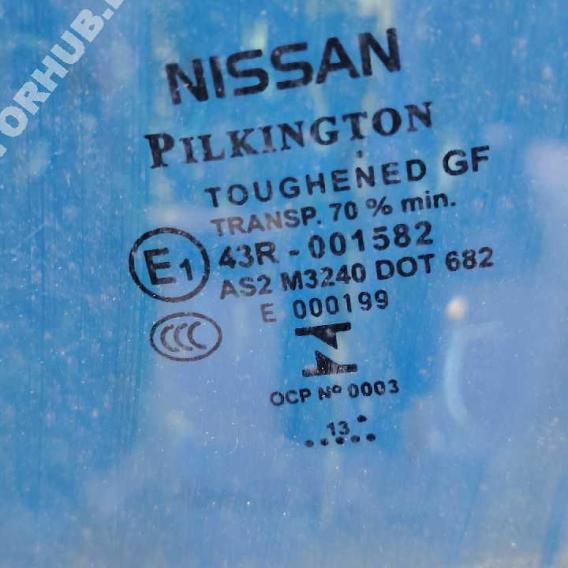 NISSAN
PILKINGTON
TOUGHENED GF
TRANSP. 70 % min.
E1 43R - 001582
AS2 M3240 DOT 682
E 000199
CCC
OCP Nº 0003
13